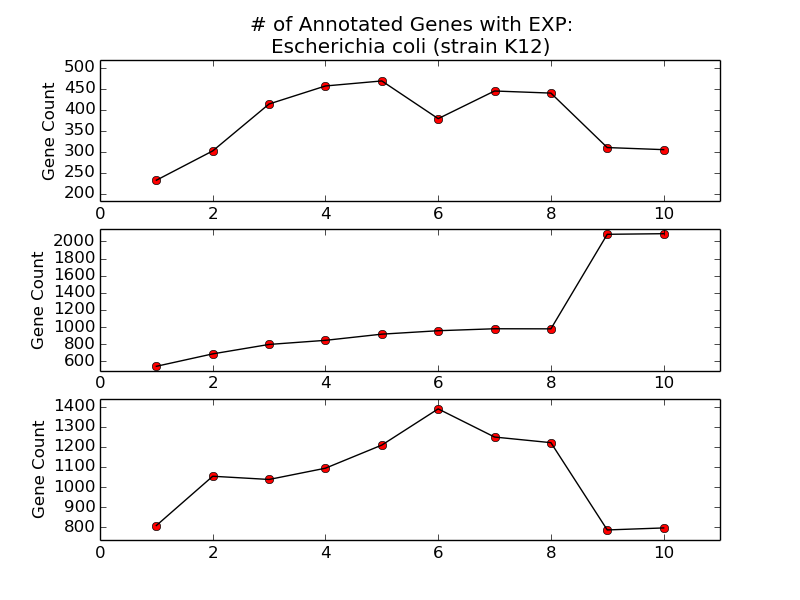 # of Annotated Genes with EXP:
Escherichia coli (strain K12)
500
450
400
350
300
250
200
Gene Count
0 2 4 6 8 10
2000
1800
1600
1400
1200
1000
800
600
Gene Count
0 2 4 6 8 10
1400
1300
1200
1100
1000
900
800
Gene Count
0 2 4 6 8 10